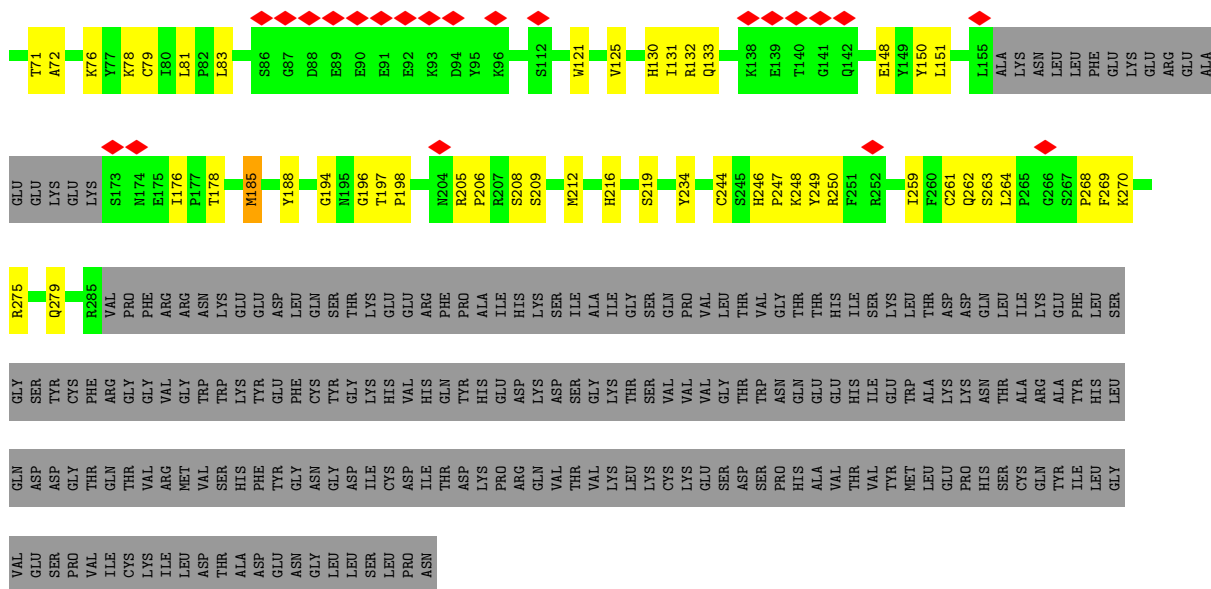 T71 A72 K76 Y77 K78 C79 I80 L81 P82 L83 S86 G87 D88 E89 E90 E91 E92 K93 D94 Y95 K96 S112 W121 V125 H130 I131 R132 Q133 K138 E139 T140 G141 Q142 E148 Y149 Y150 L151 L155 ALA LYS ASN LEU LEU PHE GLU LYS GLU ARG GLU ALA
GLU GLU LYS GLU LYS S173 N174 E175 I176 P177 T178 M185 Y188 G194 N195 G196 T197 P198 N204 R205 P206 R207 S208 S209 M212 H216 S219 Y234 C244 S245 H246 P247 K248 Y249 R250 F251 R252 I259 F260 C261 Q262 S263 L264 P265 G266 S267 P268 F269 K270
R275 Q279 R285 VAL PRO PHE ARG ARG ASN LYS GLU GLU ASP LEU GLN SER THR LYS GLU GLU ARG PHE PRO ALA ILE HIS LYS SER ILE ALA ILE GLY SER GLN PRO VAL LEU THR VAL GLY THR THR HIS ILE SER LYS LEU THR ASP ASP GLN LEU ILE LYS GLU PHE LEU SER
GLY SER TYR CYS PHE ARG GLY GLY VAL GLY TRP TRP LYS TYR GLU PHE CYS TYR GLY LYS HIS VAL HIS GLN TYR HIS GLU ASP LYS ASP SER GLY LYS THR SER VAL VAL VAL GLY THR TRP ASN GLN GLU GLU HIS ILE GLU TRP ALA LYS LYS ASN THR ALA ARG ALA TYR HIS LEU
GLN ASP ASP GLY THR GLN THR VAL ARG MET VAL SER HIS PHE TYR GLY ASN GLY ASP ILE CYS ASP ILE THR ASP LYS PRO ARG GLN VAL THR VAL LYS LEU LYS CYS LYS GLU SER ASP SER PRO HIS ALA VAL THR VAL TYR MET LEU GLU PRO HIS SER CYS GLN TYR ILE LEU GLY
VAL GLU SER PRO VAL ILE CYS LYS ILE LEU ASP THR ALA ASP GLU ASN GLY LEU LEU SER LEU PRO ASN